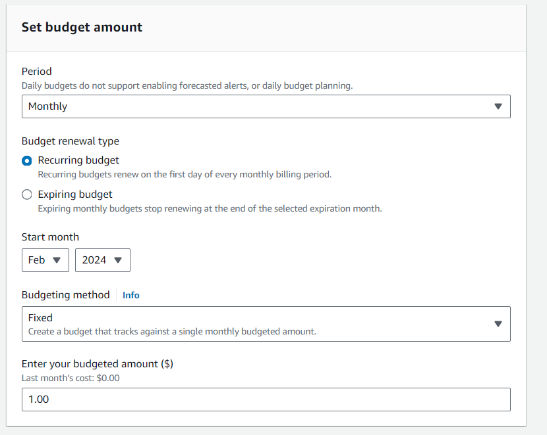 Set budget amount
Period
Daily budgets do not support enabling forecasted alerts, or daily budget planning.
Monthly
Budget renewal type
Recurring budget
Recurring budgets renew on the first day of every monthly billing period.
Expiring budget
Expiring monthly budgets stop renewing at the end of the selected expiration month.
Start month
Feb 2024
Budgeting method Info
Fixed
Create a budget that tracks against a single monthly budgeted amount.
Enter your budgeted amount ($)
Last month's cost: $0.00
1.00